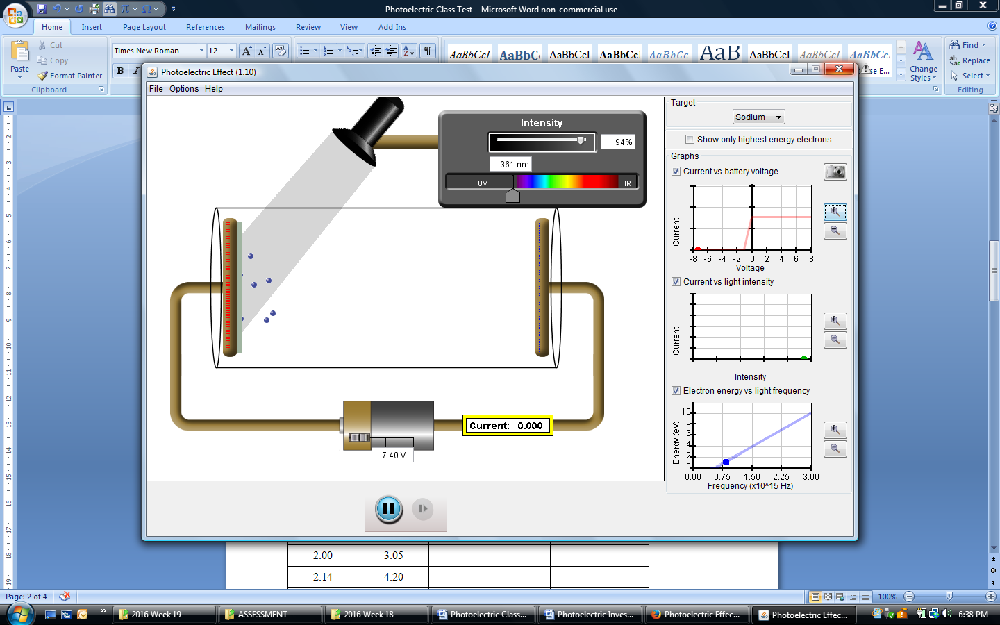 Photoelectric Class Test - Microsoft Word non-commercial use
Home Insert Page Layout References Mailings Review View Add-Ins
Paste
Cut
Copy
Format Painter
Clipboard
Times New Roman 12
B I
AaBbCcI AaBbC AaBbCcI AaBbCcI AaBbCcI AaB AaBbCcI AaBbCcI AaBbCcI
se E...
Change Styles
Find
Replace
Select
Editing
Photoelectric Effect (1.10)
File Options Help
Intensity
94%
361 nm
UV IR
Current: 0.000
-7.40 V
Target
Sodium
Show only highest energy electrons
Graphs
Current vs battery voltage
Current
-8 -6 -4 -2 0 2 4 6 8
Voltage
Current vs light intensity
Current
Intensity
Electron energy vs light frequency
Energy (eV)
10
8
6
4
2
0
0.00 0.75 1.50 2.25 3.00
Frequency (x10^15 Hz)
2.00 3.05
2.14 4.20
Page: 2 of 4
100%
2016 Week 19 ASSESSMENT 2016 Week 18 Photoelectric Class... Photoelectric Inves... Photoelectric Effec... Photoelectric Effec... 6:38 PM